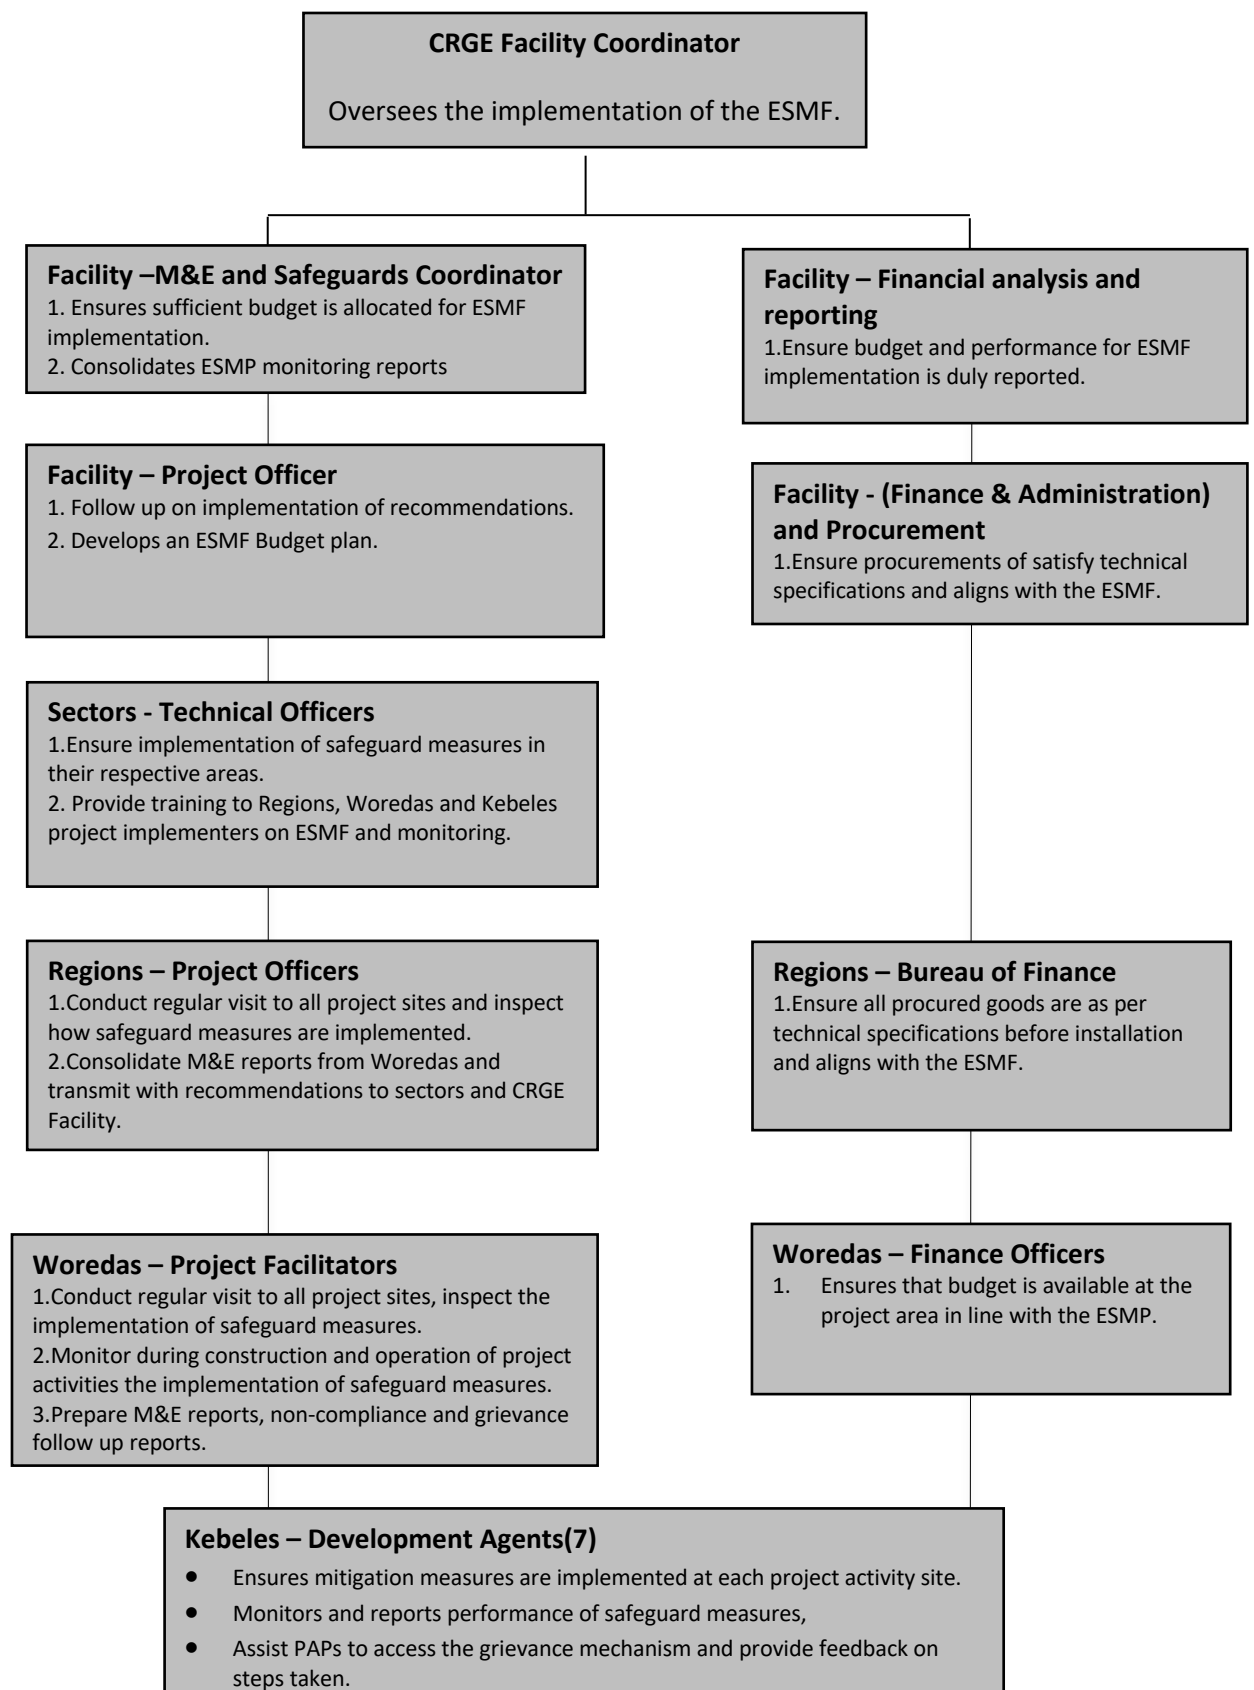 CRGE Facility Coordinator
Oversees the implementation of the ESMF.
Facility –M&E and Safeguards Coordinator
1. Ensures sufficient budget is allocated for ESMF
implementation.
2. Consolidates ESMP monitoring reports
Facility – Financial analysis and
reporting
1.Ensure budget and performance for ESMF
implementation is duly reported.
Facility – Project Officer
1. Follow up on implementation of recommendations.
2. Develops an ESMF Budget plan.
Facility - (Finance & Administration)
and Procurement
1.Ensure procurements of satisfy technical
specifications and aligns with the ESMF.
Sectors - Technical Officers
1.Ensure implementation of safeguard measures in
their respective areas.
2. Provide training to Regions, Woredas and Kebeles
project implementers on ESMF and monitoring.
Regions – Project Officers
1.Conduct regular visit to all project sites and inspect
how safeguard measures are implemented.
2.Consolidate M&E reports from Woredas and
transmit with recommendations to sectors and CRGE
Facility.
Regions – Bureau of Finance
1.Ensure all procured goods are as per
technical specifications before installation
and aligns with the ESMF.
Woredas – Project Facilitators
1.Conduct regular visit to all project sites, inspect the
implementation of safeguard measures.
2.Monitor during construction and operation of project
activities the implementation of safeguard measures.
3.Prepare M&E reports, non-compliance and grievance
follow up reports.
Woredas – Finance Officers
1. Ensures that budget is available at the
project area in line with the ESMP.
Kebeles – Development Agents(7)
• Ensures mitigation measures are implemented at each project activity site.
• Monitors and reports performance of safeguard measures,
• Assist PAPs to access the grievance mechanism and provide feedback on
steps taken.